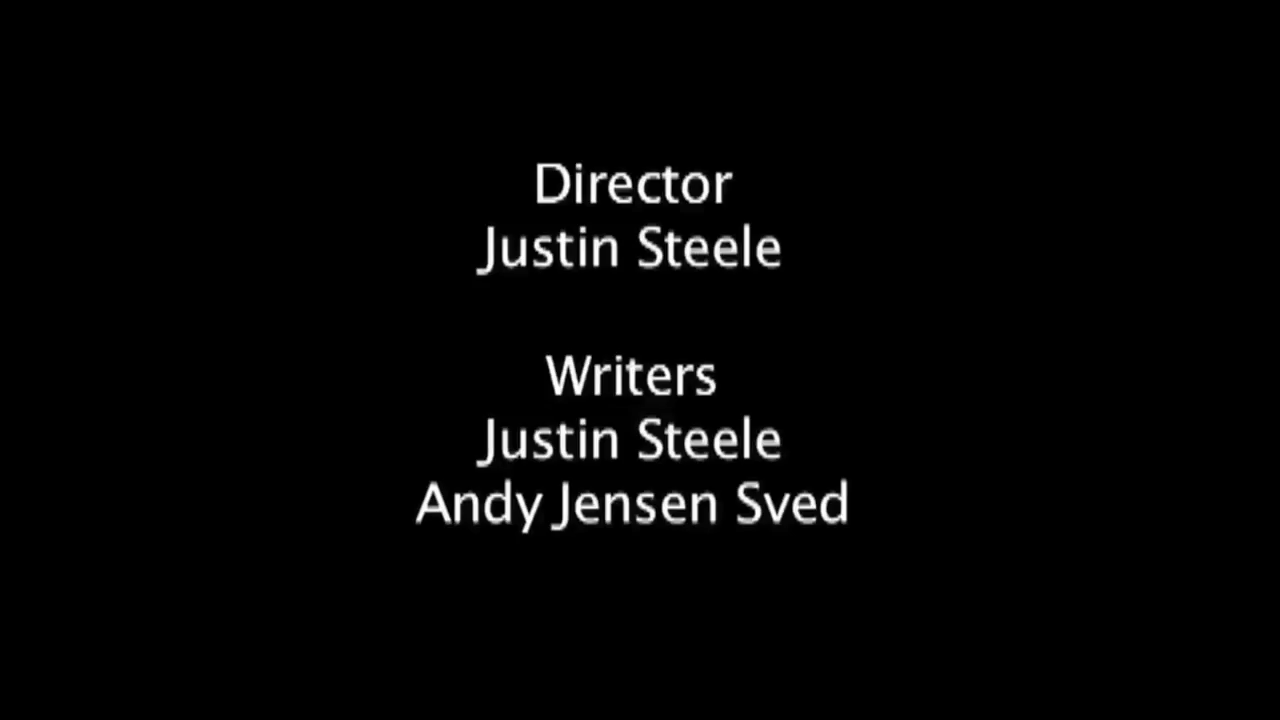 Director
Justin Steele
Writers
Justin Steele
Andy Jensen Sved